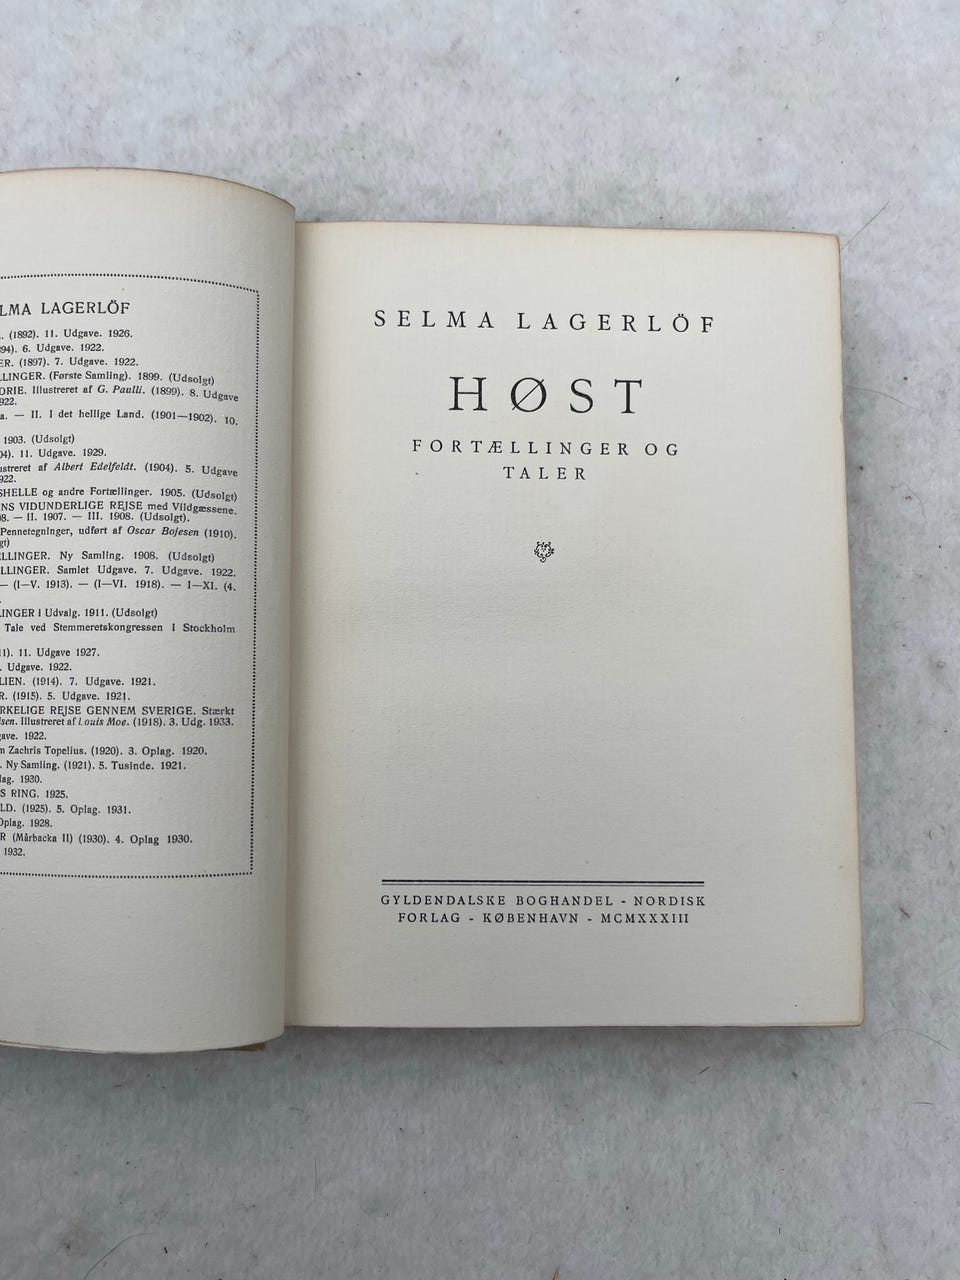 LMA LAGERLÖF
(1892). 11. Udgave. 1926.
94). 6. Udgave. 1922.
ER. (1897). 7. Udgave. 1922.
LLINGER. (Første Samling). 1899. (Udsolgt)
ORIE. Illustreret af G. Paulli. (1899). 8. Udgave
922.
a. — II. I det hellige Land. (1901—1902). 10.
1903. (Udsolgt)
04). 11. Udgave. 1929.
ustreret af Albert Edelfeldt. (1904). 5. Udgave
922.
SHELLE og andre Fortællinger. 1905. (Udsolgt)
NS VIDUNDERLIGE REJSE med Vildgæssene.
— II. 1907. — III. 1908. (Udsolgt).
Pennetegninger, udført af Oscar Bojesen (1910).
gt)
ELLINGER. Ny Samling. 1908. (Udsolgt)
LLINGER. Samlet Udgave. 7. Udgave. 1922.
— (I—V. 1913). — (I—VI. 1918). — I—XI. (4.
LINGER i Udvalg. 1911. (Udsolgt)
Tale ved Stemmeretskongressen i Stockholm
11). 11. Udgave 1927.
. Udgave. 1922.
LIEN. (1914). 7. Udgave. 1921.
R. (1915). 5. Udgave. 1921.
RKELIGE REJSE GENNEM SVERIGE. Stærkt
lsen. Illustreret af Louis Moe. (1918). 3. Udg. 1933.
gave. 1922.
m Zachris Topelius. (1920). 3. Oplag. 1920.
. Ny Samling. (1921). 5. Tusinde. 1921.
lag. 1930.
S RING. 1925.
LD. (1925). 5. Oplag. 1931.
Oplag. 1928.
R (Mårbacka II) (1930). 4. Oplag 1930.
1932.
SELMA LAGERLÖF
HØST
FORTÆLLINGER OG
TALER
GYLDENDALSKE BOGHANDEL - NORDISK
FORLAG - KØBENHAVN - MCMXXXIII